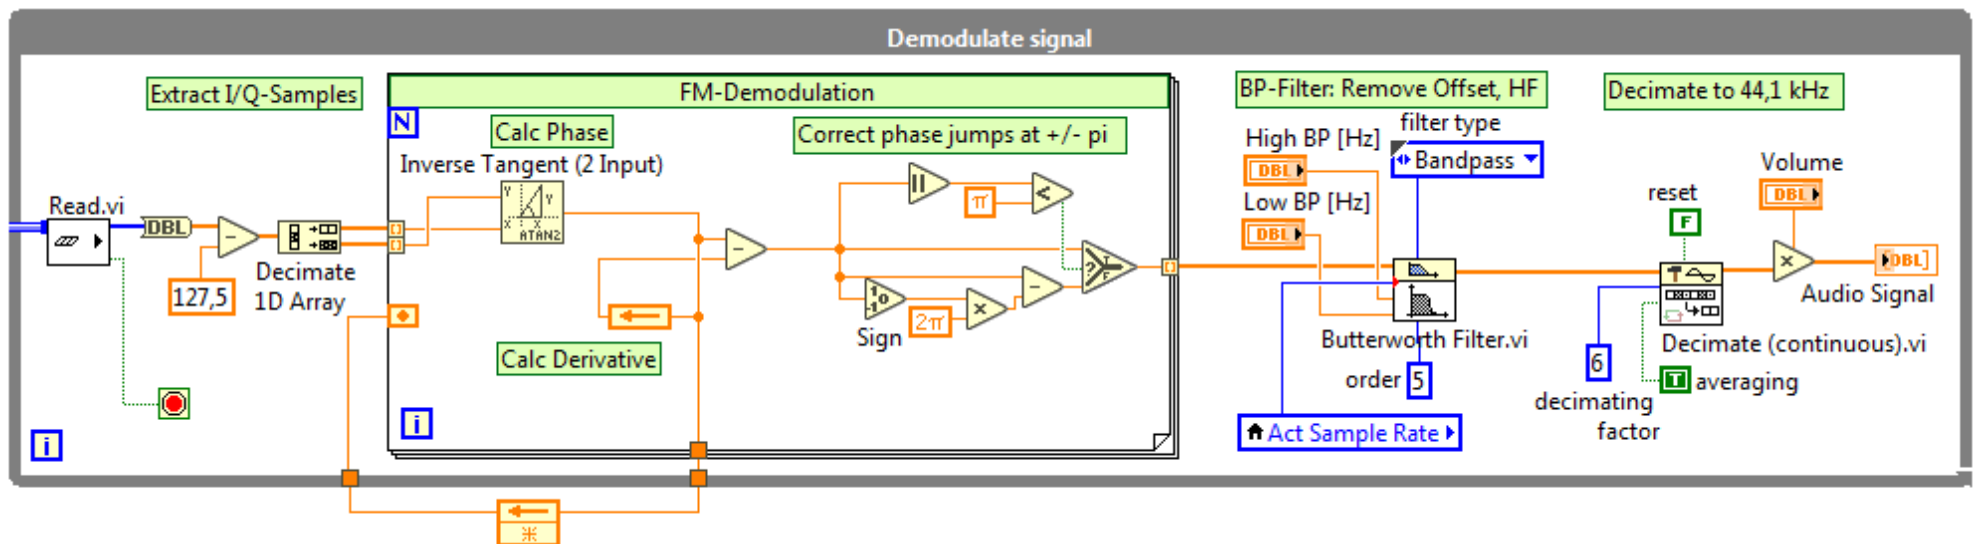 Demodulate signal
Extract I/Q-Samples
FM-Demodulation
BP-Filter: Remove Offset, HF
Decimate to 44,1 kHz
N
Calc Phase
Correct phase jumps at +/- pi
filter type
High BP [Hz]
Bandpass
Inverse Tangent (2 Input)
Volume
DBL
DBL
Y
Y
X
X
ATAN2
π
<
reset
F
Read.vi
Low BP [Hz]
DBL
DBL
-
-
?
T
F
×
DBL]
Decimate
1D Array
Audio Signal
127,5
1
0
-1
×
-
2π
Sign
Butterworth Filter.vi
Decimate (continuous).vi
Calc Derivative
order 5
6
T averaging
decimating
factor
i
i
Act Sample Rate